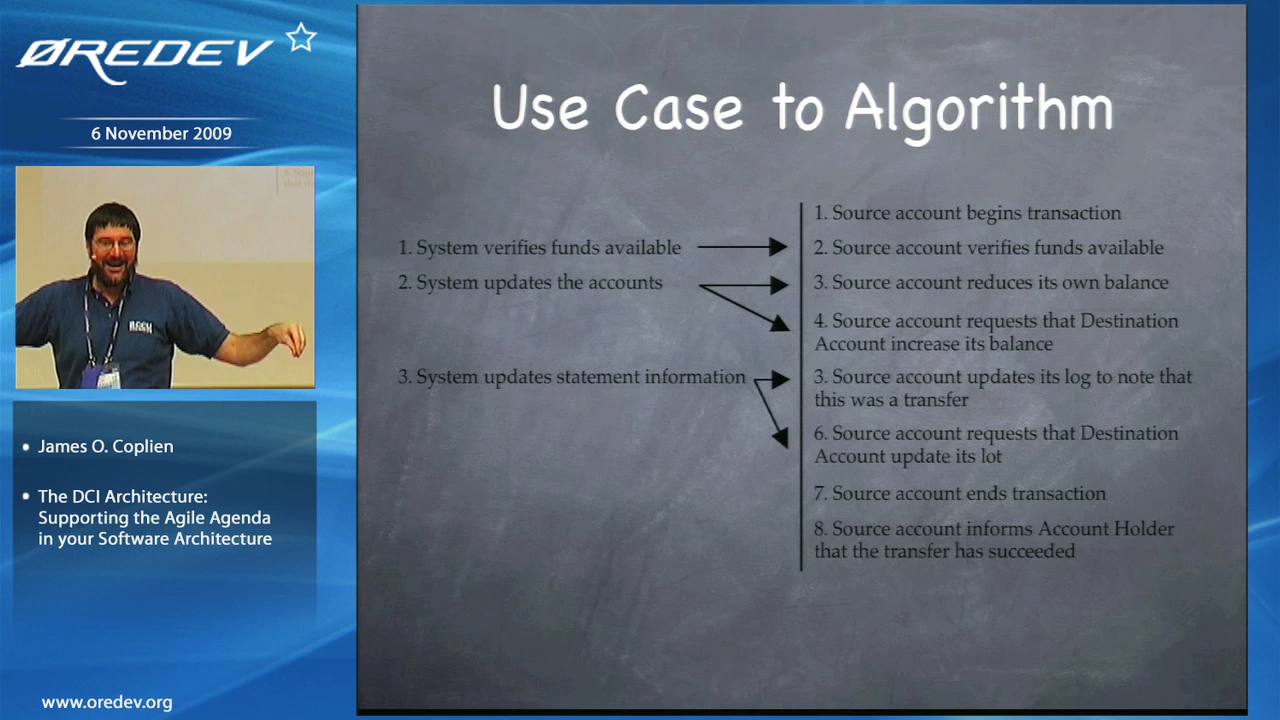 ØREDEV
6 November 2009
James O. Coplien
The DCI Architecture:
Supporting the Agile Agenda
in your Software Architecture
www.oredev.org
Use Case to Algorithm
1. System verifies funds available
2. System updates the accounts
3. System updates statement information
1. Source account begins transaction
2. Source account verifies funds available
3. Source account reduces its own balance
4. Source account requests that Destination
Account increase its balance
3. Source account updates its log to note that
this was a transfer
6. Source account requests that Destination
Account update its lot
7. Source account ends transaction
8. Source account informs Account Holder
that the transfer has succeeded